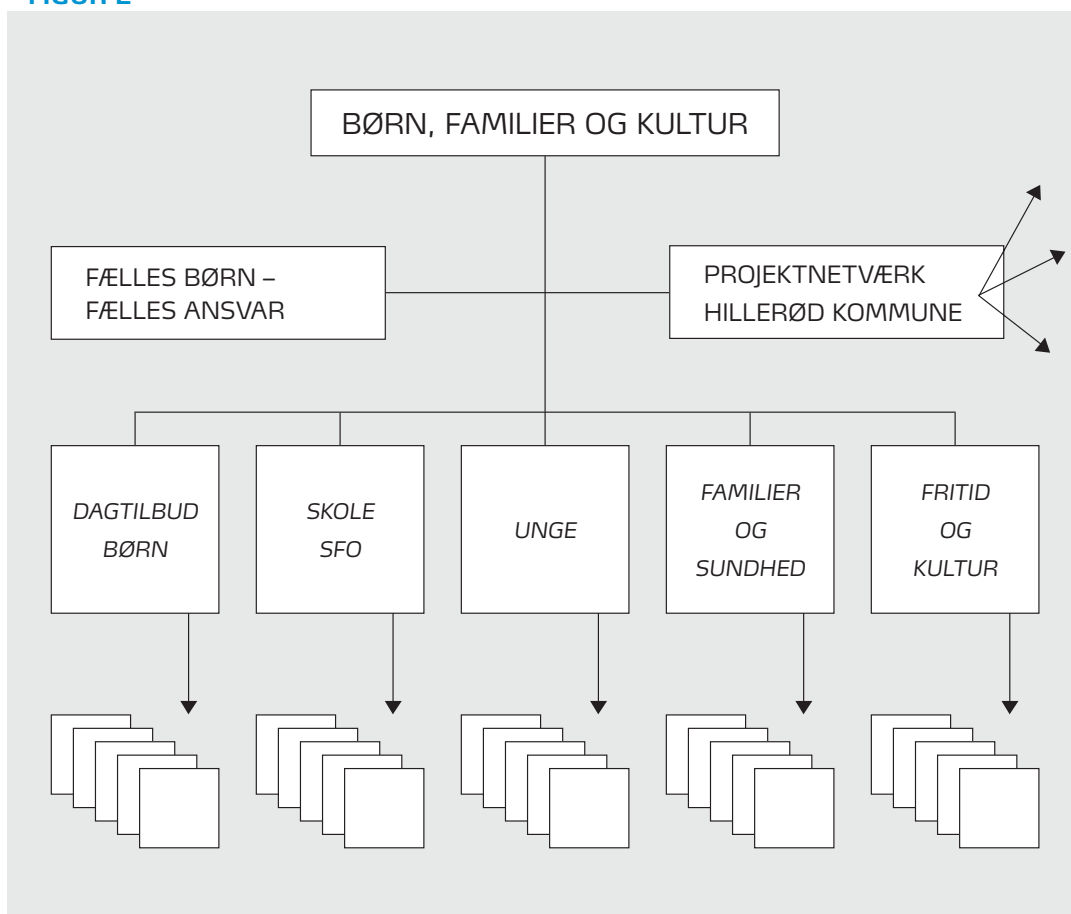 BØRN, FAMILIER OG KULTUR
FÆLLES BØRN –
FÆLLES ANSVAR
PROJEKTNETVÆRK
HILLERØD KOMMUNE
DAGTILBUD
BØRN
SKOLE
SFO
UNGE
FAMILIER
OG
SUNDHED
FRITID
OG
KULTUR